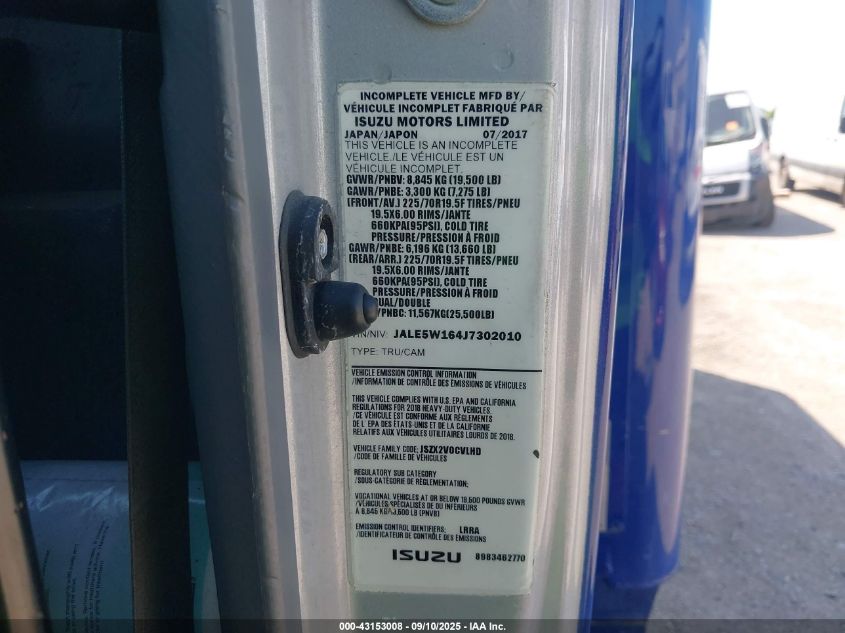 INCOMPLETE VEHICLE MFD BY/
VÉHICULE INCOMPLET FABRIQUÉ PAR
ISUZU MOTORS LIMITED
JAPAN/JAPON 07/2017
THIS VEHICLE IS AN INCOMPLETE
VEHICLE./LE VÉHICULE EST UN
VÉHICULE INCOMPLET.
GVWR/PNBV: 8,845 KG (19,500 LB)
GAWR/PNBE: 3,300 KG (7,275 LB)
(FRONT/AV.) 225/70R19.5F TIRES/PNEU
19.5X6.00 RIMS/JANTE
660KPA(95PSI), COLD TIRE
PRESSURE/PRESSION À FROID
GAWR/PNBE: 6,196 KG (13,660 LB)
(REAR/ARR.) 225/70R19.5F TIRES/PNEU
19.5X6.00 RIMS/JANTE
660KPA(95PSI), COLD TIRE
PRESSURE/PRESSION À FROID
DUAL/DOUBLE
/PNBC: 11,567KG(25,500LB)
VIN/NIV: JALE5W164J7302010
TYPE: TRU/CAM
VEHICLE EMISSION CONTROL INFORMATION
/INFORMATION DE CONTRÔLE DES ÉMISSIONS DE VÉHICULES
THIS VEHICLE COMPLIES WITH U.S. EPA AND CALIFORNIA
REGULATIONS FOR 2018 HEAVY-DUTY VEHICLES.
/CE VÉHICULE EST CONFORME AUX RÈGLEMENTS
DE L EPA DES ÉTATS-UNIS ET DE LA CALIFORNIE
RELATIFS AUX VÉHICULES UTILITAIRES LOURDS DE 2018.
VEHICLE FAMILY CODE: JSZX2VOCVLHD
/CODE DE FAMILLE DE VÉHICULES
REGULATORY SUB CATEGORY
/SOUS-CATÉGORIE DE RÉGLEMENTATION:
VOCATIONAL VEHICLES AT OR BELOW 19,500 POUNDS GVWR
/VÉHICULES SPÉCIALISÉS DE OU INFÉRIEURS
À 8,845 KG/19,500 LB (PNVB)
EMISSION CONTROL IDENTIFIERS: LRRA
/IDENTIFICATEUR DE CONTRÔLE DES ÉMISSIONS
ISUZU 8983462770
000-43153008 - 09/10/2025 - IAA Inc.